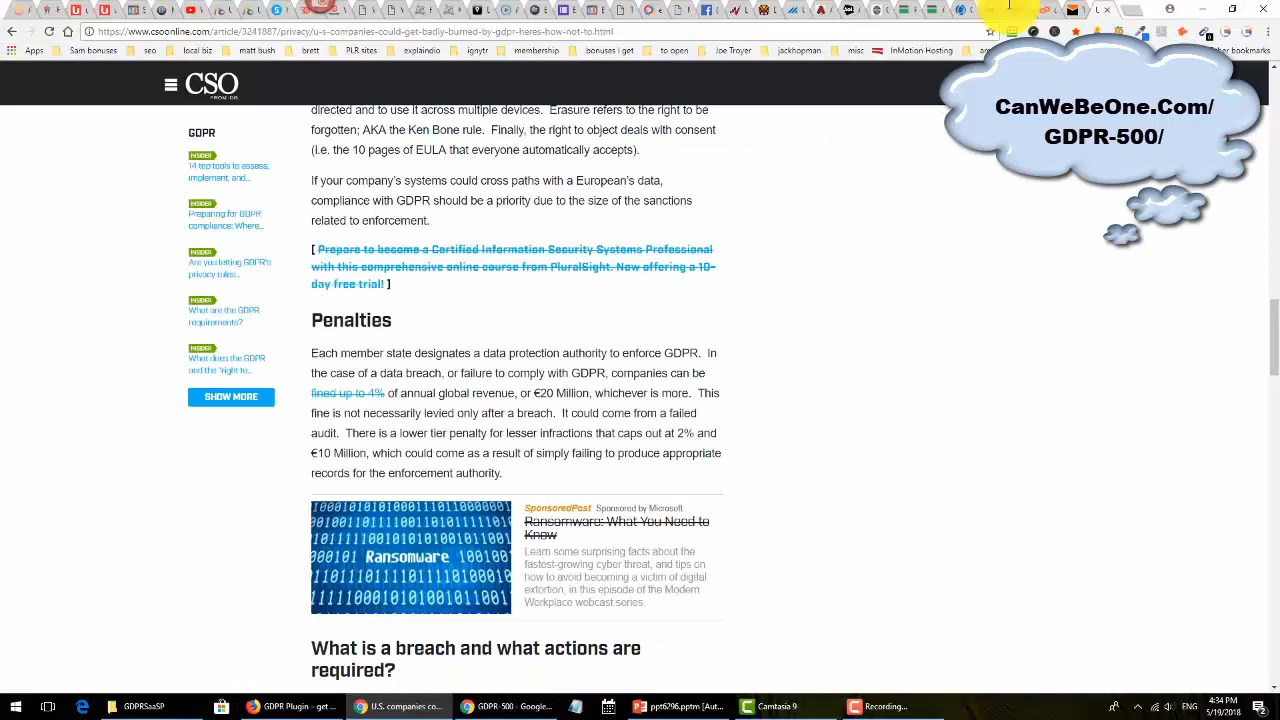 https://www.csoonline.com/article/3241887/privacy/u-s-companies-could-get-badly-burned-by-gdpr-heres-how-not-to.html
Apps
Sam bonuses
seo
local biz
matt bush
brett
PLR sites
explaindio
ignytr
membership
bonuses I get
to open
Joe Troyer
jackthopman
misc
InMotion Hosting
Other bookmarks
CSO
FROM IDG
CanWeBeOne.Com/
GDPR-500/
GDPR
INSIDER
14 top tools to assess,
implement, and...
INSIDER
Preparing for GDPR
compliance: Where...
INSIDER
Are you letting GDPR's
privacy rules...
INSIDER
What are the GDPR
requirements?
INSIDER
What does the GDPR
and the "right to...
SHOW MORE
directed and to use it across multiple devices. Erasure refers to the right to be
forgotten; AKA the Ken Bone rule. Finally, the right to object deals with consent
(i.e. the 10 pages of EULA that everyone automatically accepts).
If your company's systems could cross paths with a European's data,
compliance with GDPR should be a priority due to the size of the sanctions
related to enforcement.
[ Prepare to become a Certified Information Security Systems Professional
with this comprehensive online course from PluralSight. Now offering a 10-
day free trial! ]
Penalties
Each member state designates a data protection authority to enforce GDPR. In
the case of a data breach, or failure to comply with GDPR, companies can be
fined up to 4% of annual global revenue, or €20 Million, whichever is more. This
fine is not necessarily levied only after a breach. It could come from a failed
audit. There is a lower tier penalty for lesser infractions that caps out at 2% and
€10 Million, which could come as a result of simply failing to produce appropriate
records for the enforcement authority.
Ransomware
SponsoredPost Sponsored by Microsoft
Ransomware: What You Need to
Know
Learn some surprising facts about the
fastest-growing cyber threat, and tips on
how to avoid becoming a victim of digital
extortion, in this episode of the Modern
Workplace webcast series.
What is a breach and what actions are
required?
GDPRSaaSP
GDPR Plugin – get ...
U.S. companies co...
GDPR-500 - Google...
ppt6296.pptm [Aut...
Camtasia 9
Recording...
4:34 PM
5/19/2018